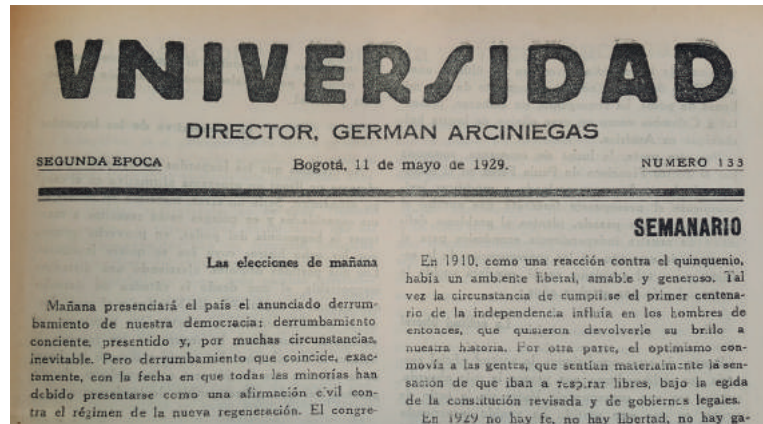 VNIVERSIDAD
DIRECTOR, GERMAN ARCINIEGAS
SEGUNDA EPOCA
Bogotá, 11 de mayo de 1929.
NUMERO 133
SEMANARIO
Las elecciones de mañana
Mañana presenciará el país el anunciado derrum-
bamiento de nuestra democracia: derrumbamiento
conciente, presentido y, por muchas circunstancias,
inevitable. Pero derrumbamiento que coincide, exac-
tamente, con la fecha en que todas las minorías han
debido presentarse como una afirmación civil con-
tra el régimen de la nueva regeneración. El congre-
En 1910, como una reacción contra el quinquenio,
había un ambiente liberal, amable y generoso. Tal
vez la circunstancia de cumplirse el primer centena-
rio de la independencia influía en los hombres de
entonces, que quisieron devolverle su brillo a
nuestra historia. Por otra parte, el optimismo con-
movía a las gentes, que sentían materialmente la sen-
sación de que iban a respirar libres, bajo la egida
de la constitución revisada y de gobiernos legales.
En 1929 no hay fe, no hay libertad, no hay ga-